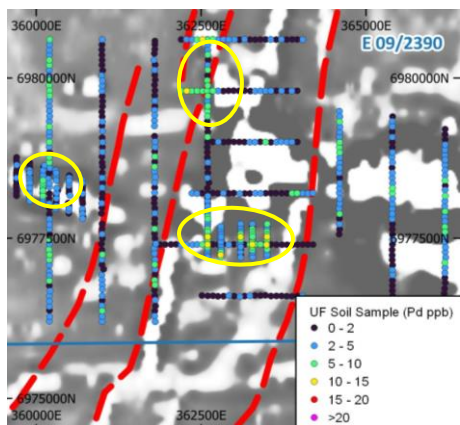 360000E 362500E 365000E
E 09/2390
6980000N 6980000N
6977500N 6977500N
UF Soil Sample (Pd ppb)
0 - 2
2 - 5
5 - 10
10 - 15
15 - 20
>20
6975000N
360000E 362500E